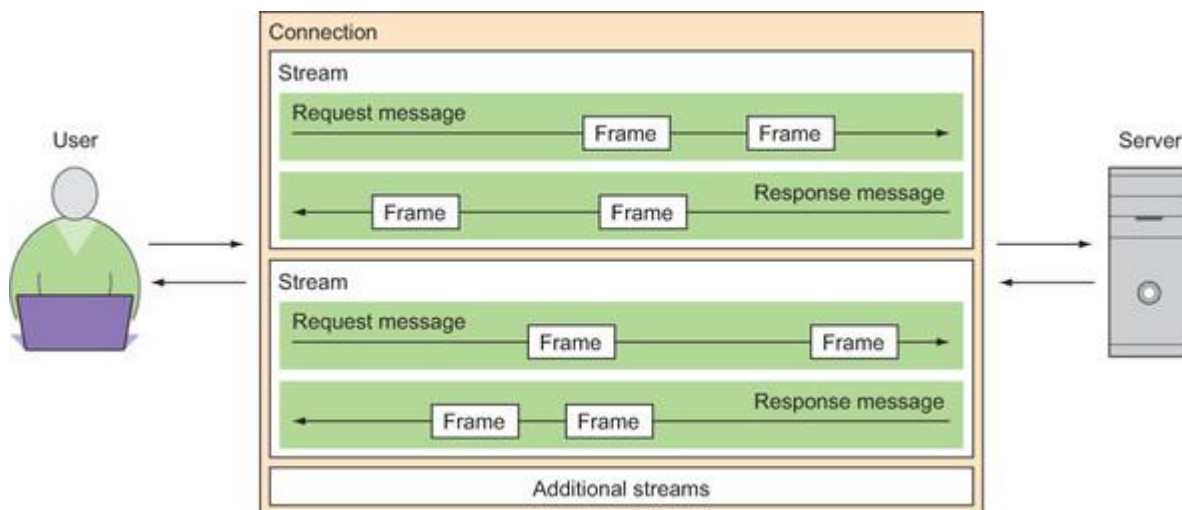 Connection
Stream
Request message
Frame
Frame
User
Server
Response message
Frame
Frame
Stream
Request message
Frame
Frame
Response message
Frame
Frame
Additional streams